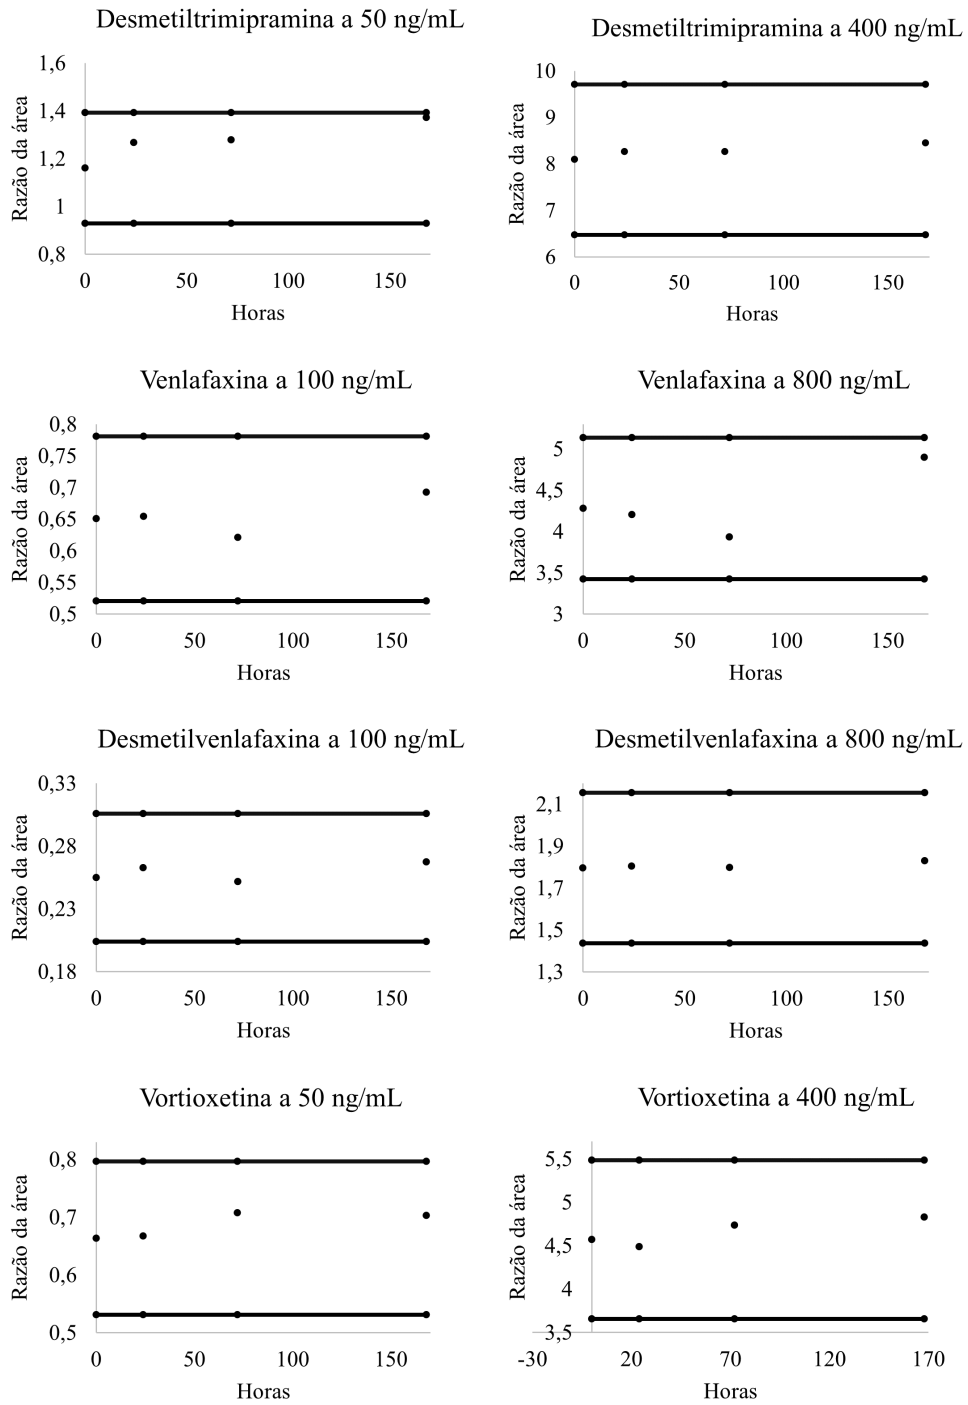 Desmetiltrimipramina a 50 ng/mL
Razão da área
1,6
1,4
1,2
1
0,8
0 50 100 150
Horas
Desmetiltrimipramina a 400 ng/mL
Razão da área
10
9
8
7
6
0 50 100 150
Horas
Venlafaxina a 100 ng/mL
Razão da área
0,8
0,75
0,7
0,65
0,6
0,55
0,5
0 50 100 150
Horas
Venlafaxina a 800 ng/mL
Razão da área
5
4,5
4
3,5
3
0 50 100 150
Horas
Desmetilvenlafaxina a 100 ng/mL
Razão da área
0,33
0,28
0,23
0,18
0 50 100 150
Horas
Desmetilvenlafaxina a 800 ng/mL
Razão da área
2,1
1,9
1,7
1,5
1,3
0 50 100 150
Horas
Vortioxetina a 50 ng/mL
Razão da área
0,8
0,7
0,6
0,5
0 50 100 150
Horas
Vortioxetina a 400 ng/mL
Razão da área
5,5
5
4,5
4
3,5
-30 20 70 120 170
Horas